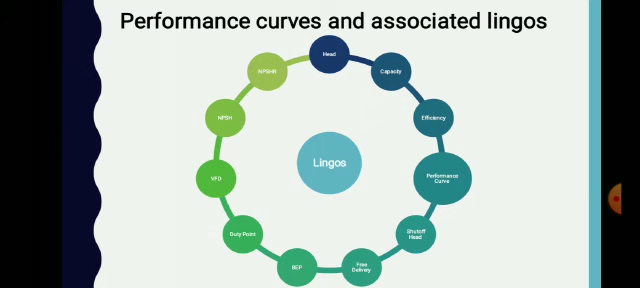 Performance curves and associated lingos
Head
Capacity
Efficiency
Performance
Curve
Shutoff
Head
Free
Delivery
BEP
Duty Point
VFD
NPSH
NPSHR
Lingos